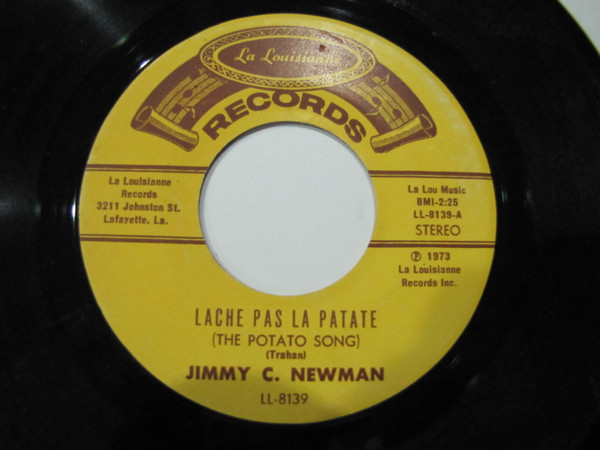 La Louisianne
RECORDS
La Louisianne
Records
3211 Johnston St.
Lafayette, La.
La Lou Music
BMI-2:25
LL-8139-A
STEREO
Ⓟ 1973
La Louisianne
Records Inc.
LACHE PAS LA PATATE
(THE POTATO SONG)
(Trahan)
JIMMY C. NEWMAN
LL-8139